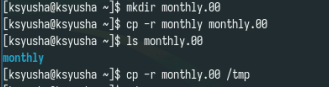 [ksyusha@ksyusha ~]$ mkdir monthly.00
[ksyusha@ksyusha ~]$ cp -r monthly monthly.00
[ksyusha@ksyusha ~]$ ls monthly.00
monthly
[ksyusha@ksyusha ~]$ cp -r monthly.00 /tmp